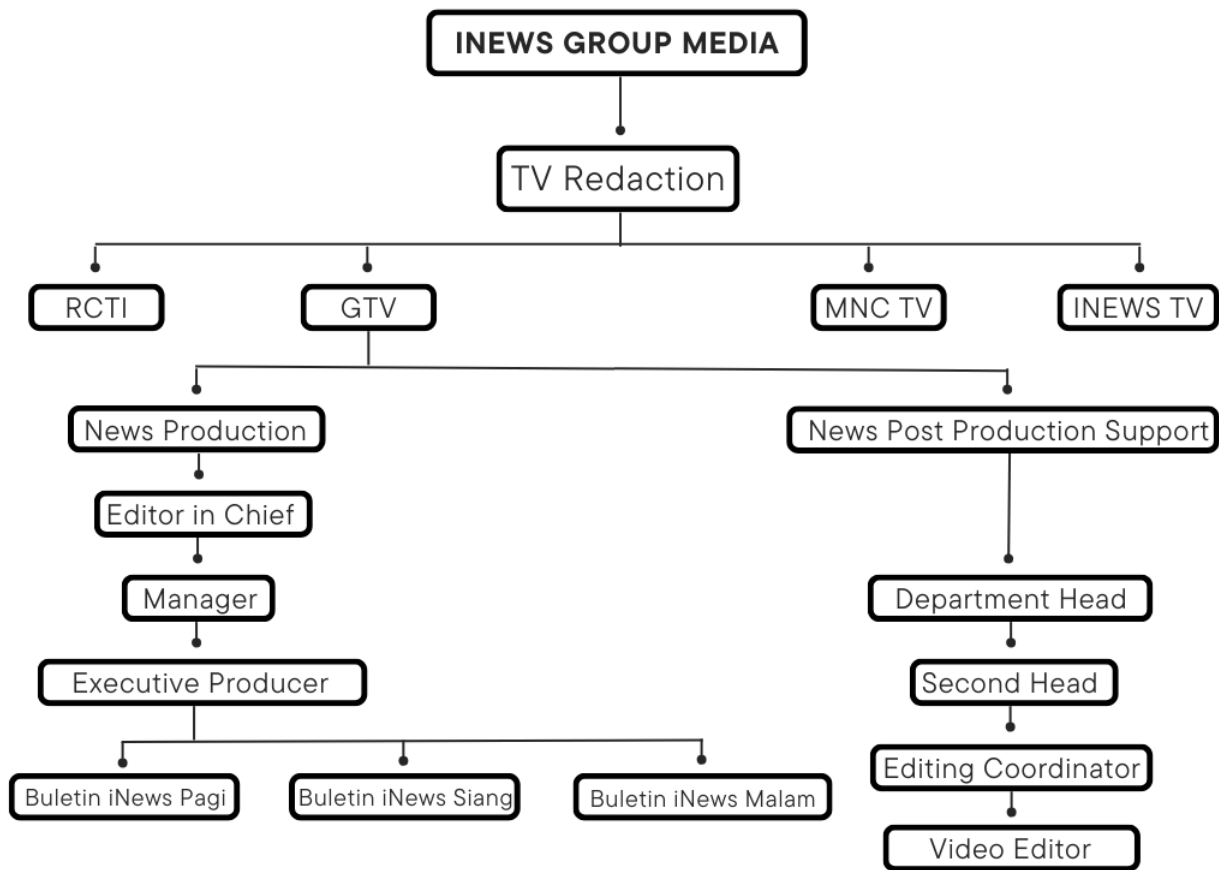 INEWS GROUP MEDIA
TV Redaction
RCTI
GTV
MNC TV
INEWS TV
News Production
News Post Production Support
Editor in Chief
Manager
Department Head
Executive Producer
Second Head
Buletin iNews Pagi
Buletin iNews Siang
Buletin iNews Malam
Editing Coordinator
Video Editor